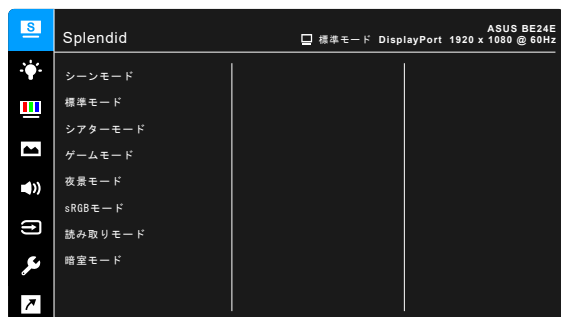 S
ASUS BE24E
Splendid
標準モード DisplayPort 1920 x 1080 @ 60Hz
シーンモード
標準モード
シアターモード
ゲームモード
夜景モード
sRGBモード
読み取りモード
暗室モード